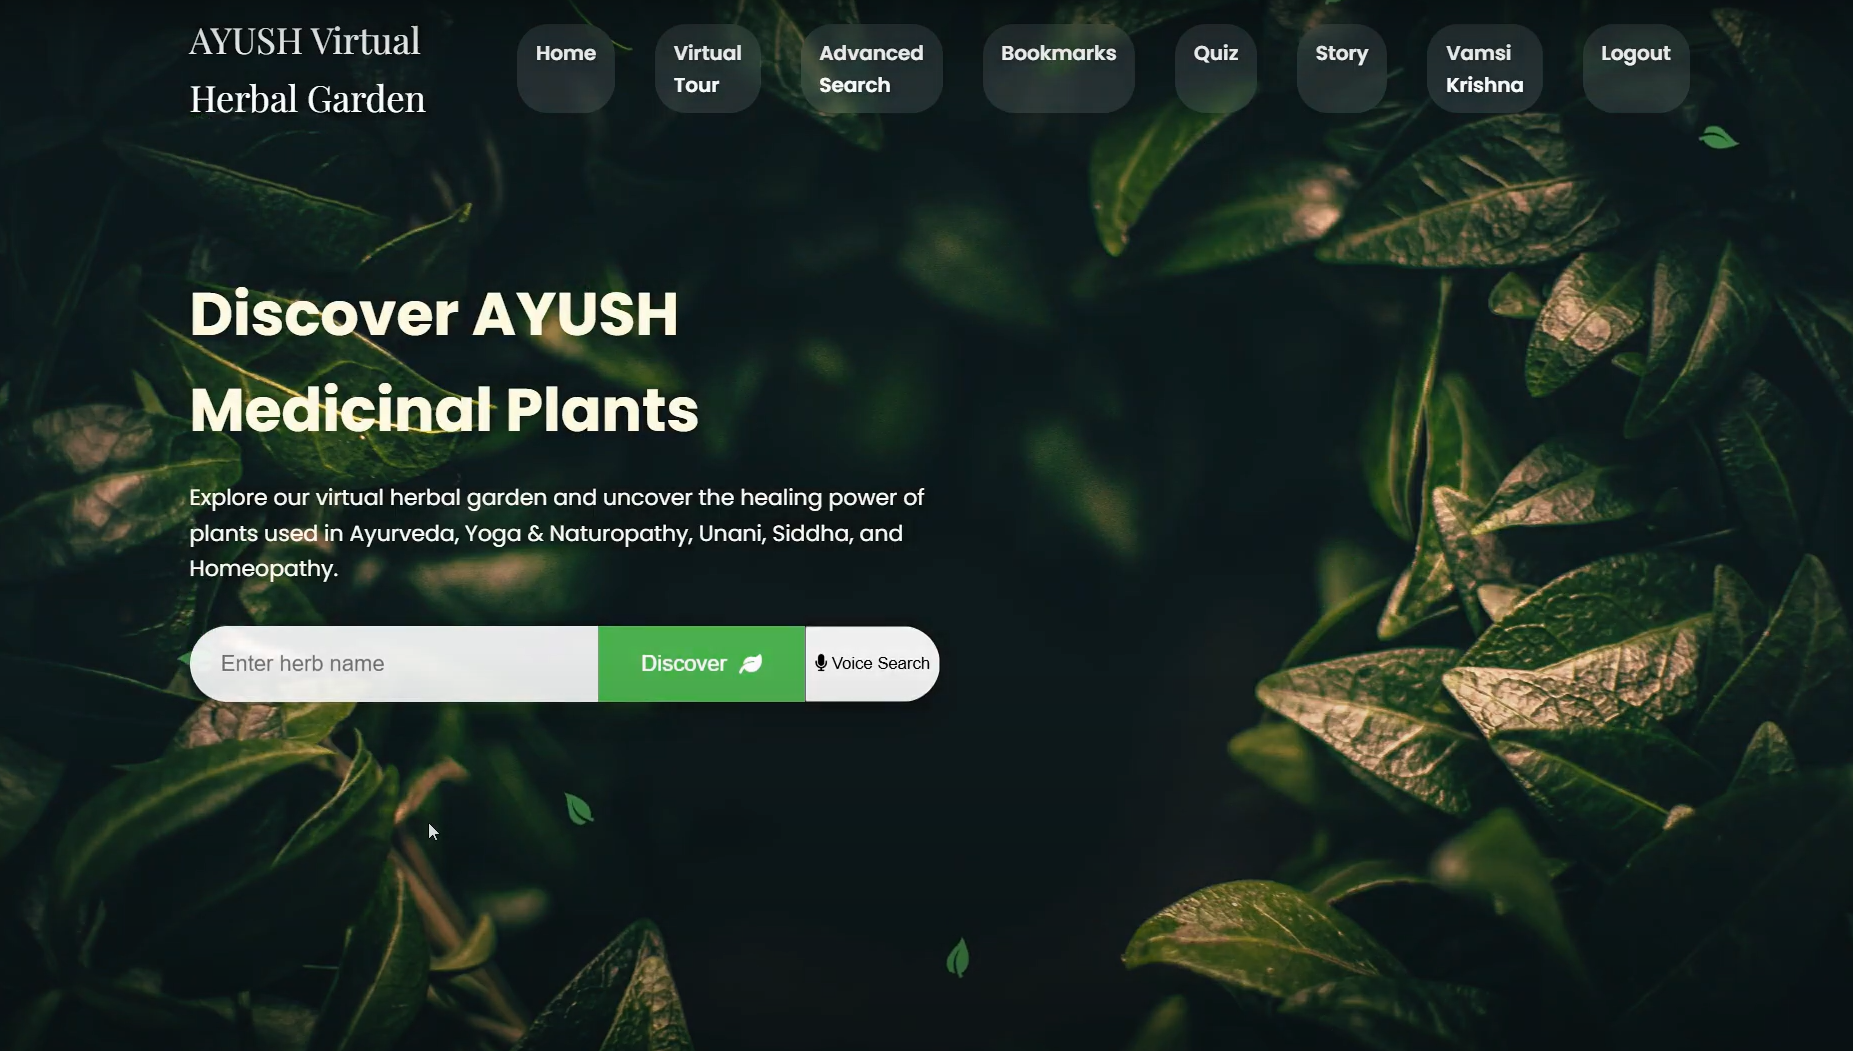 AYUSH Virtual
Herbal Garden
Home
Virtual
Tour
Advanced
Search
Bookmarks
Quiz
Story
Vamsi
Krishna
Logout
Discover AYUSH
Medicinal Plants
Explore our virtual herbal garden and uncover the healing power of
plants used in Ayurveda, Yoga & Naturopathy, Unani, Siddha, and
Homeopathy.
Enter herb name
Discover
Voice Search